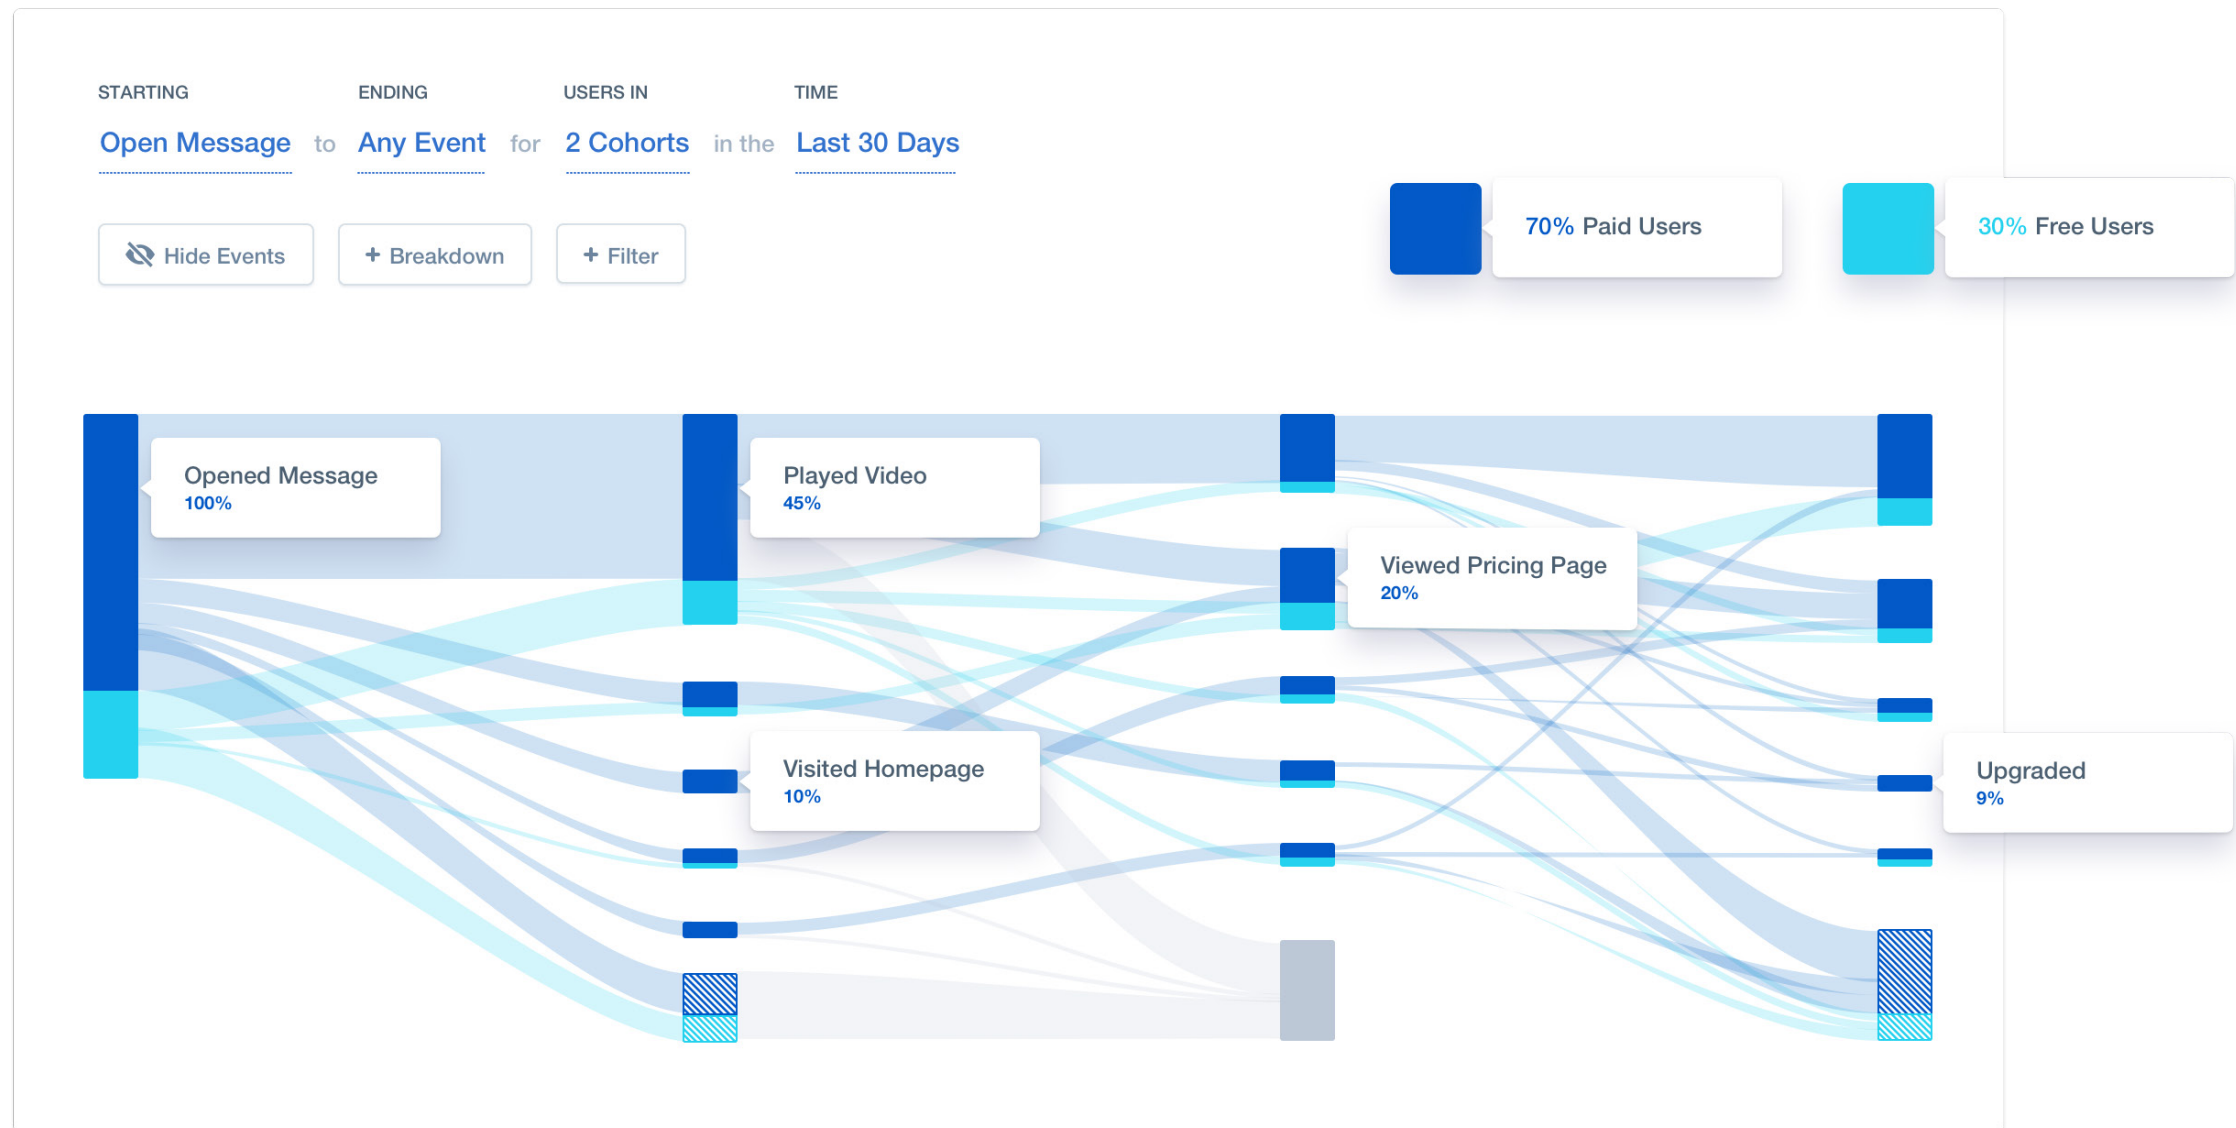 STARTING ENDING USERS IN TIME
Open Message to Any Event for 2 Cohorts in the Last 30 Days
70% Paid Users
30% Free Users
Hide Events + Breakdown + Filter
Opened Message
100%
Played Video
45%
Viewed Pricing Page
20%
Visited Homepage
10%
Upgraded
9%